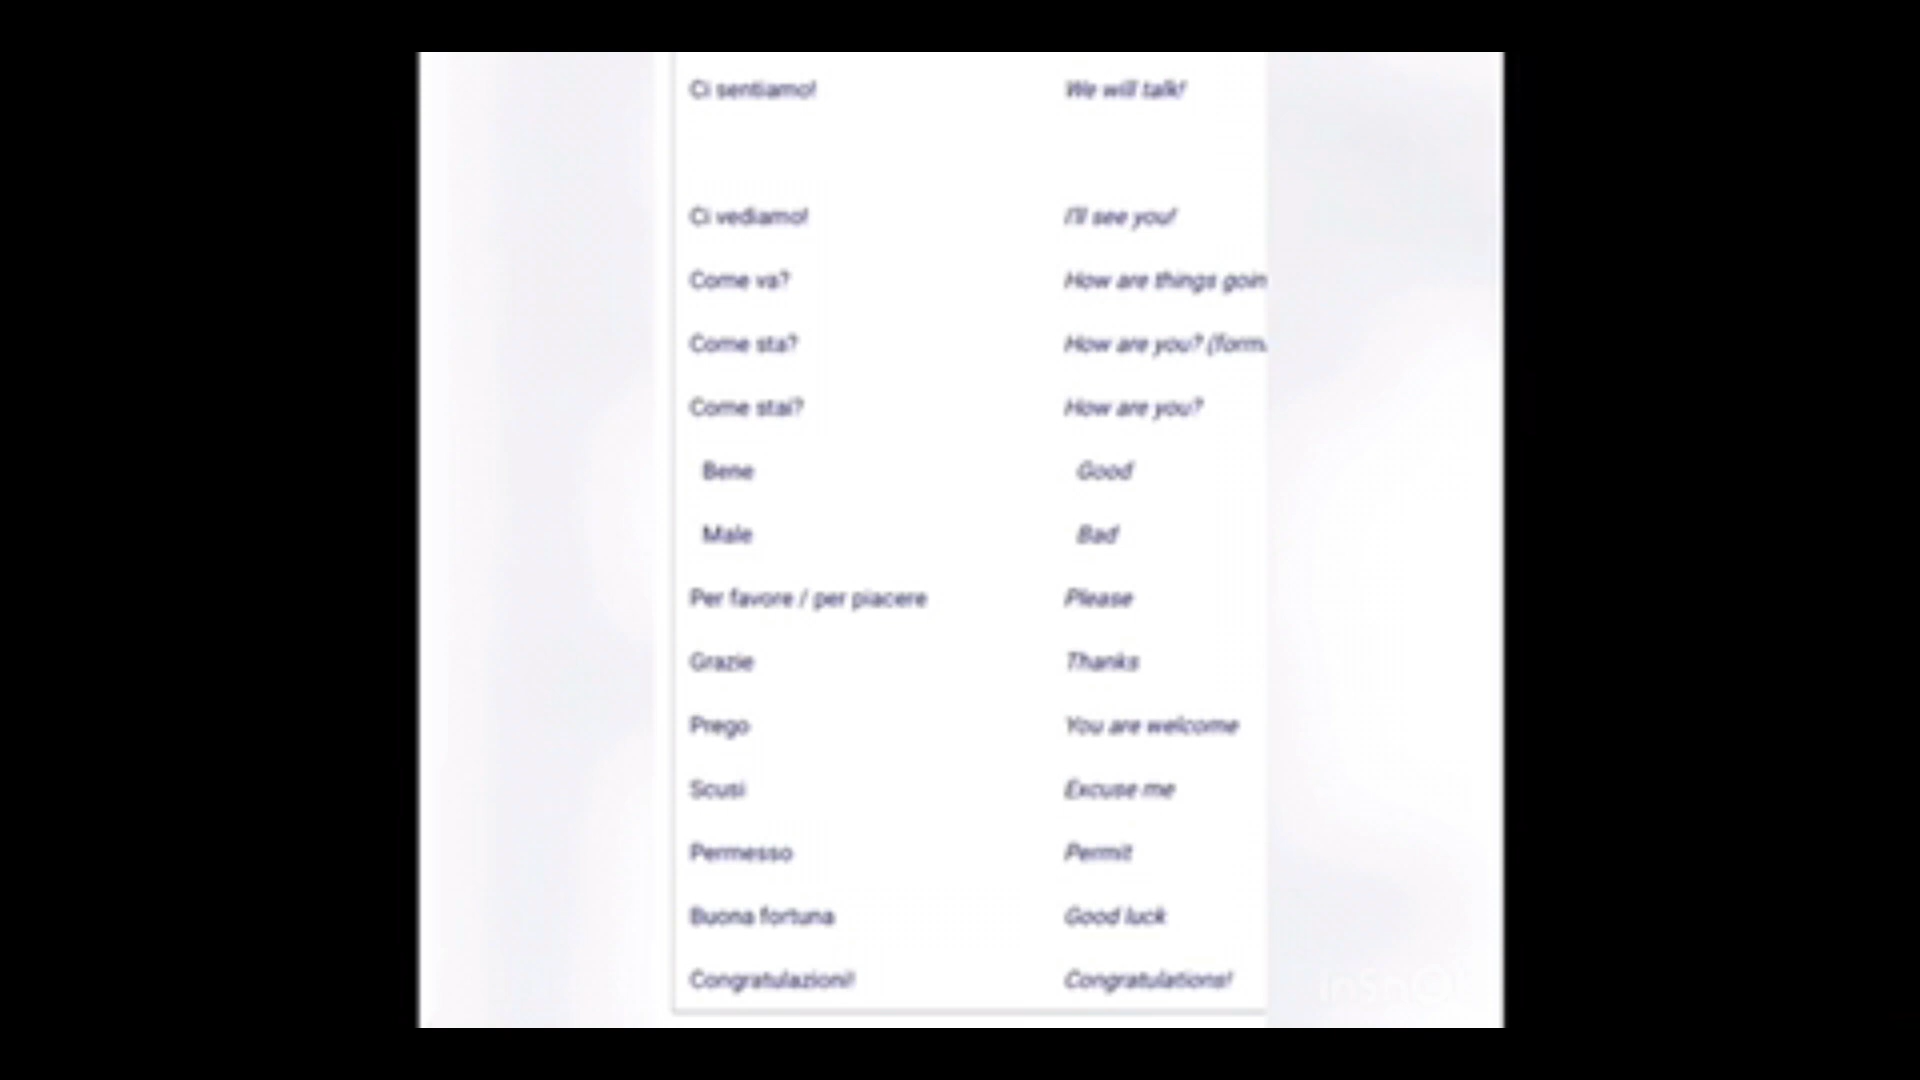 Ci sentiamo! We will talk!
Ci vediamo! I'll see you!
Come va? How are things goin
Come sta? How are you? (form
Come stai? How are you?
Bene Good
Male Bad
Per favore / per piacere Please
Grazie Thanks
Prego You are welcome
Scusi Excuse me
Permesso Permit
Buona fortuna Good luck
Congratulazioni! Congratulations!